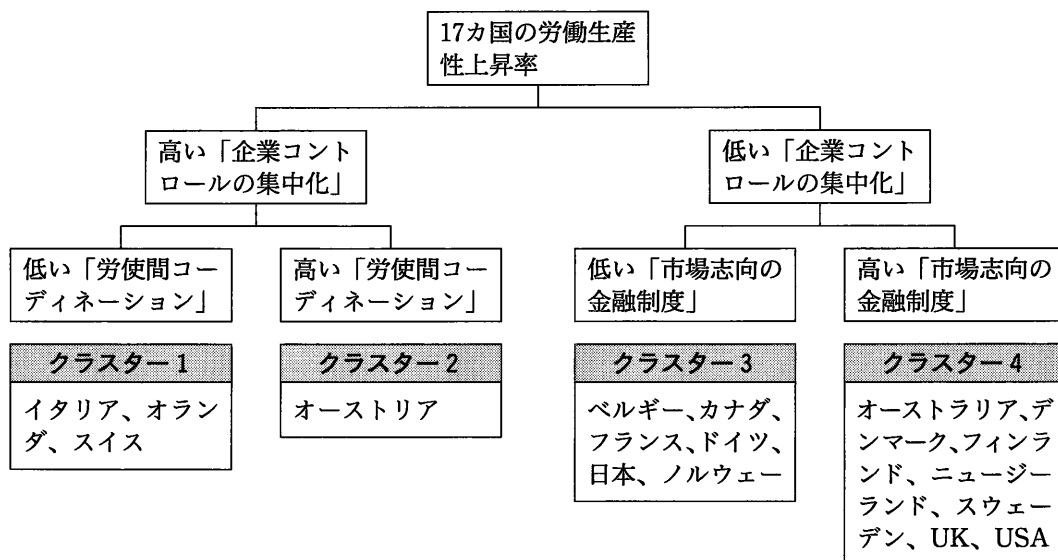 17カ国の労働生産
性上昇率
高い「企業コント
ロールの集中化」
低い「企業コント
ロールの集中化」
低い「労使間コー
ディネーション」
高い「労使間コー
ディネーション」
低い「市場志向の
金融制度」
高い「市場志向の
金融制度」
クラスター1
イタリア、オラン
ダ、スイス
クラスター2
オーストリア
クラスター3
ベルギー、カナダ、
フランス、ドイツ、
日本、ノルウェー
クラスター4
オーストラリア、デ
ンマーク、フィンラ
ンド、ニュージー
ランド、スウェー
デン、UK、USA